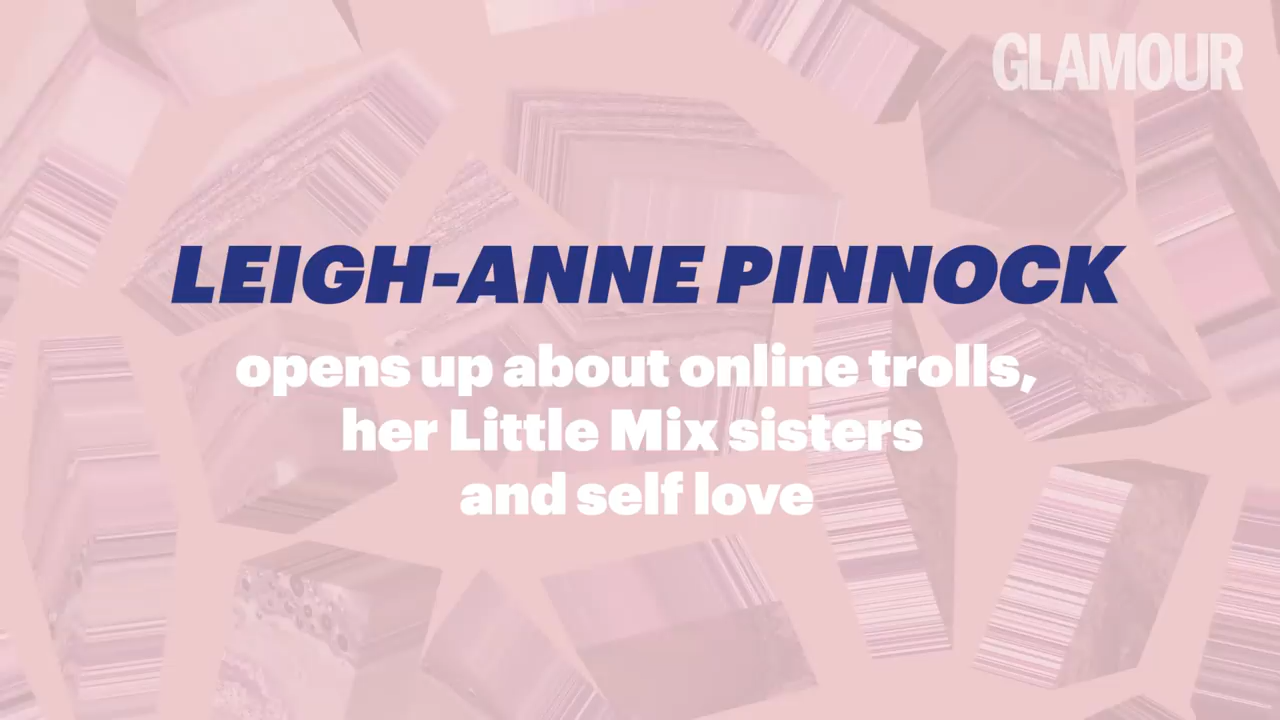 GLAMOUR
LEIGH-ANNE PINNOCK
opens up about online trolls,
her Little Mix sisters
and self love